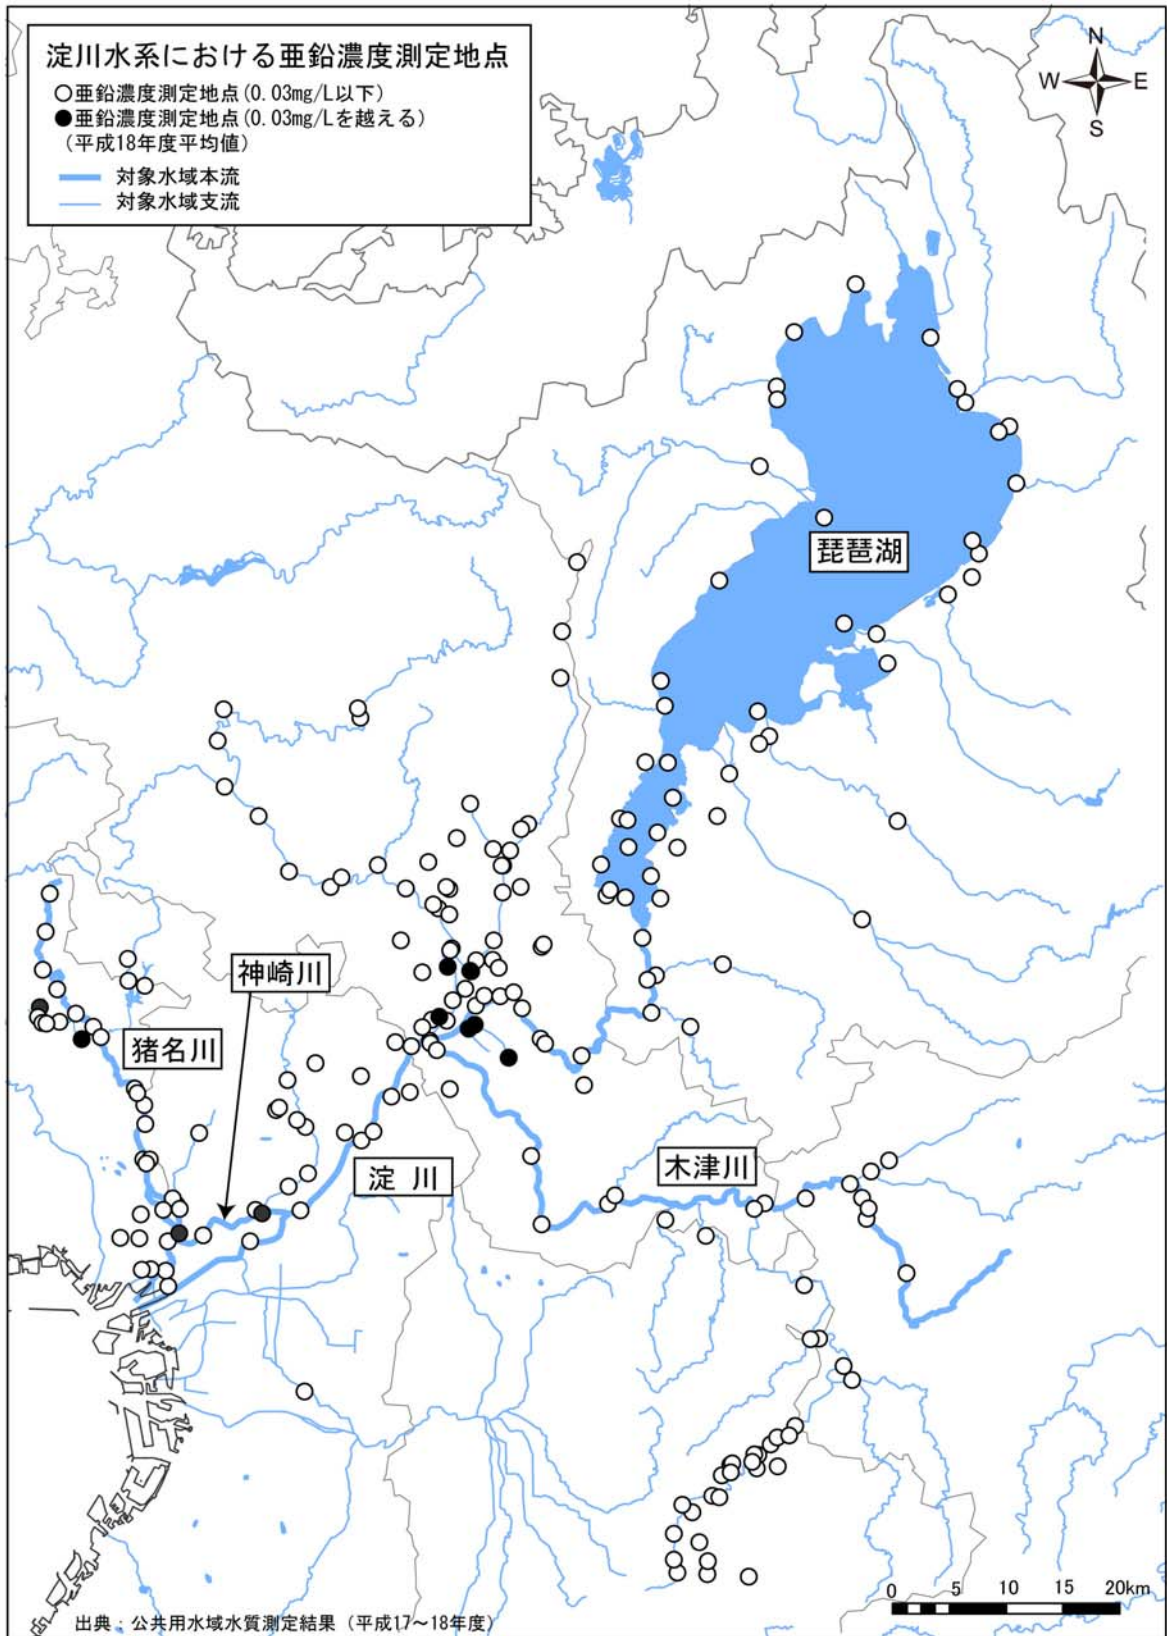 淀川水系における亜鉛濃度測定地点
○亜鉛濃度測定地点(0.03mg/L以下)
●亜鉛濃度測定地点(0.03mg/Lを越える)
(平成18年度平均値)
対象水域本流
対象水域支流
N
W E
S
琵琶湖
神崎川
猪名川
木津川
淀 川
0 5 10 15 20km
出典：公共用水域水質測定結果（平成17～18年度）